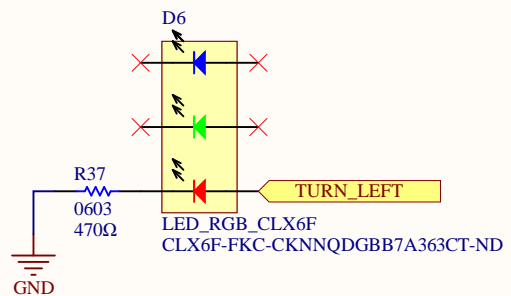 D6
R37
0603
470Ω
TURN_LEFT
LED_RGB_CLX6F
CLX6F-FKC-CKNNQDGBB7A363CT-ND
GND